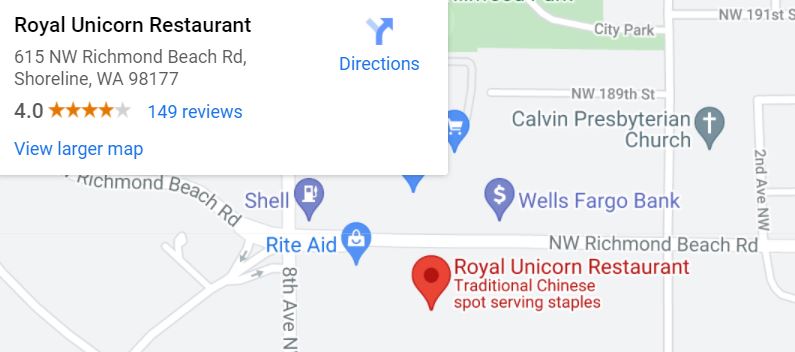 Royal Unicorn Restaurant
615 NW Richmond Beach Rd,
Shoreline, WA 98177
4.0 149 reviews
View larger map
Directions
City Park
NW 191st S
NW 189th St
Calvin Presbyterian
Church
2nd Ave NW
Richmond Beach Rd
Shell
Wells Fargo Bank
Rite Aid
NW Richmond Beach Rd
Royal Unicorn Restaurant
Traditional Chinese
spot serving staples
8th Ave N